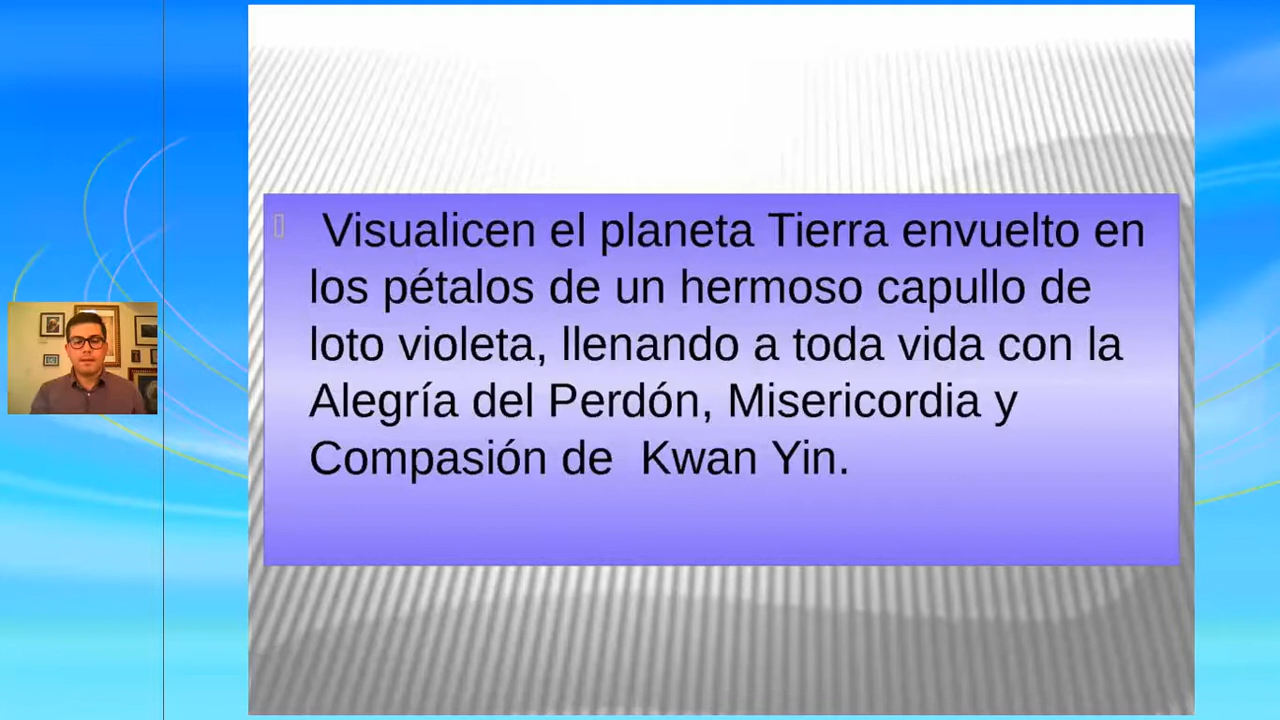 Visualicen el planeta Tierra envuelto en
los pétalos de un hermoso capullo de
loto violeta, llenando a toda vida con la
Alegría del Perdón, Misericordia y
Compasión de  Kwan Yin.